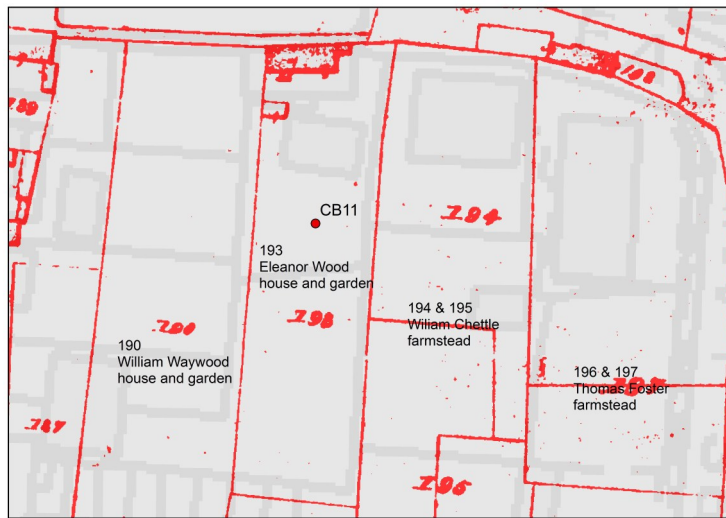 CB11
194
193
Eleanor Wood
house and garden
193
194 & 195
Wiliam Chettle
farmstead
190
190
William Waywood
house and garden
196 & 197
Thomas Foster
farmstead
187
195